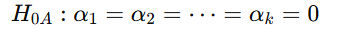 H₀A : α₁ = α₂ = ⋯ = αk = 0